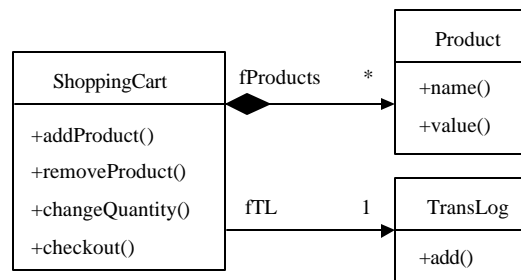 ShoppingCart
+addProduct()
+removeProduct()
+changeQuantity()
+checkout()
fProducts *
Product
+name()
+value()
fTL 1
TransLog
+add()